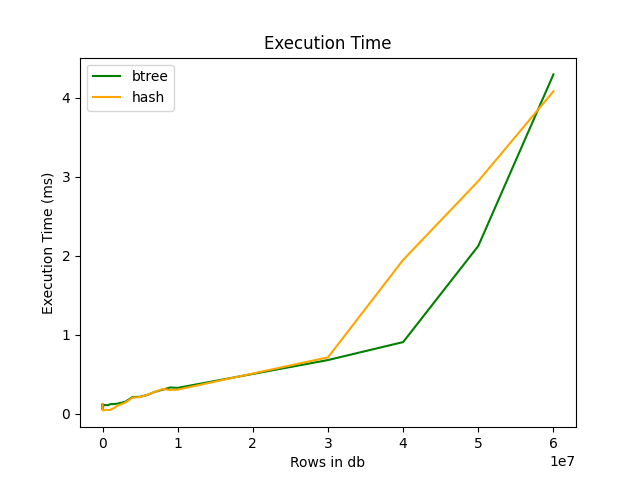 Execution Time
btree
hash
Execution Time (ms)
4
3
2
1
0
0 1 2 3 4 5 6
1e7
Rows in db